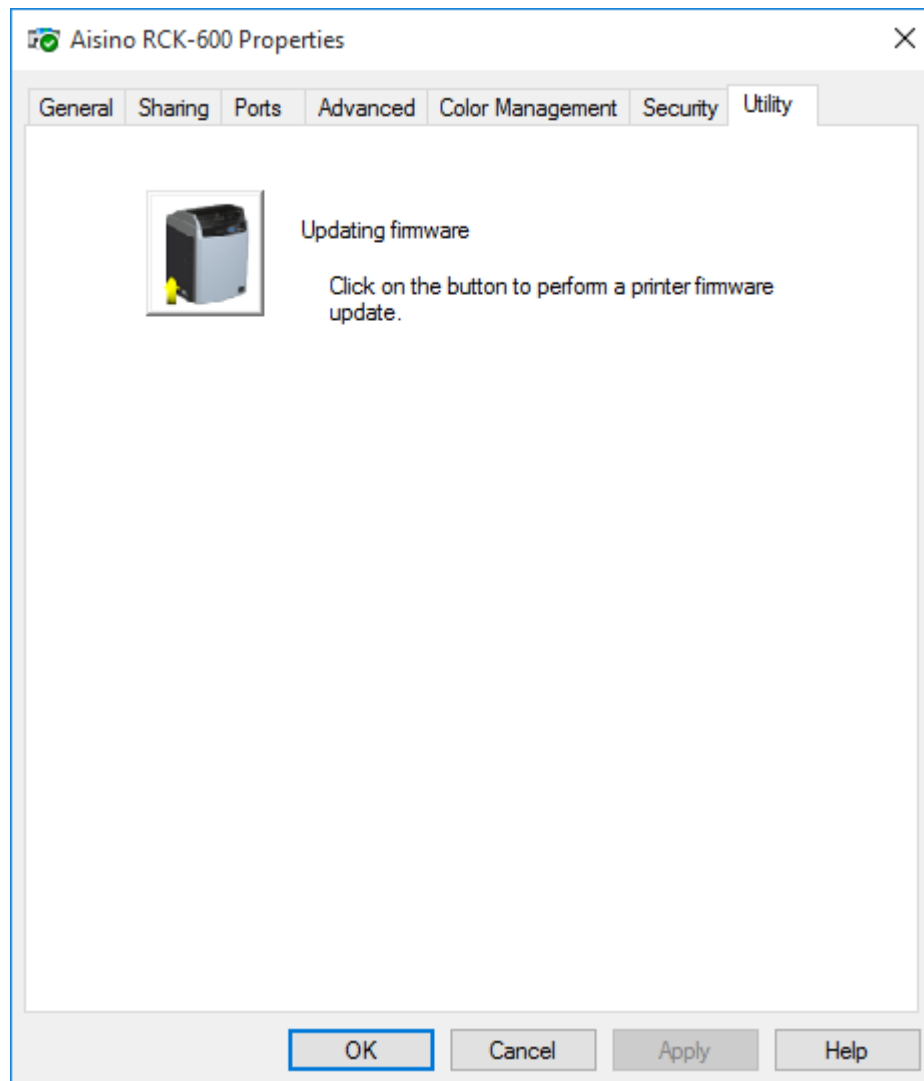 Aisino RCK-600 Properties
General Sharing Ports Advanced Color Management Security Utility
Updating firmware
Click on the button to perform a printer firmware
update.
OK Cancel Apply Help